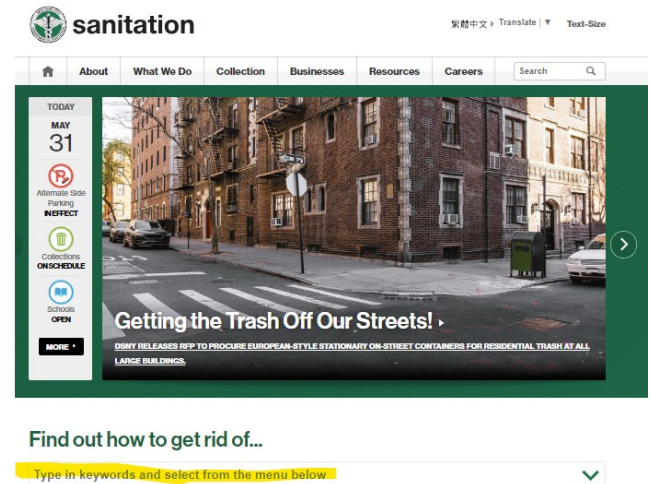 sanitation
繁體中文 ▸ Translate | ▼ Text-Size
About What We Do Collection Businesses Resources Careers Search
TODAY
MAY
31
Alternate Side
Parking
IN EFFECT
Collections
ON SCHEDULE
Schools
OPEN
MORE
Getting the Trash Off Our Streets!
DSNY RELEASES RFP TO PROCURE EUROPEAN-STYLE STATIONARY ON-STREET CONTAINERS FOR RESIDENTIAL TRASH AT ALL
LARGE BUILDINGS.
Find out how to get rid of...
Type in keywords and select from the menu below